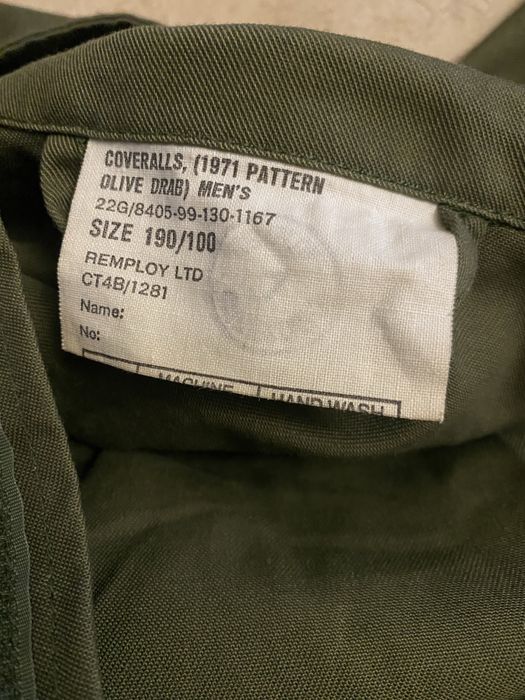 COVERALLS, (1971 PATTERN
OLIVE DRAB) MEN'S
22G/8405-99-130-1167
SIZE 190/100
REMPLOY LTD
CT4B/1281
Name:
No:
MACHINE HAND WASH